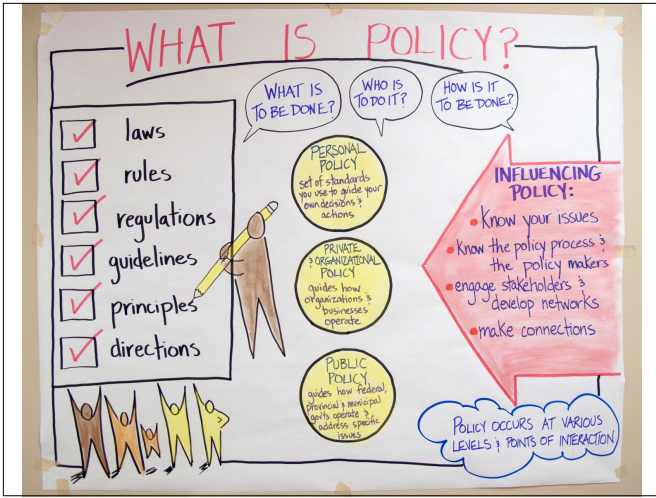 WHAT IS POLICY?
WHAT IS
TO BE DONE?
WHO IS
TO DO IT?
HOW IS IT
TO BE DONE?
laws
rules
regulations
guidelines
principles
directions
PERSONAL
POLICY
set of standards
you use to guide your
own decisions &
actions
PRIVATE
& ORGANIZATIONAL
POLICY
guides how
organizations &
businesses
operate
PUBLIC
POLICY
guides how federal,
provincial & municipal
gov'ts operate &
address specific
issues
INFLUENCING
POLICY:
• Know your issues
• Know the policy process &
the policy makers
• engage stakeholders &
develop networks
• make connections
POLICY OCCURS AT VARIOUS
LEVELS & POINTS OF INTERACTION